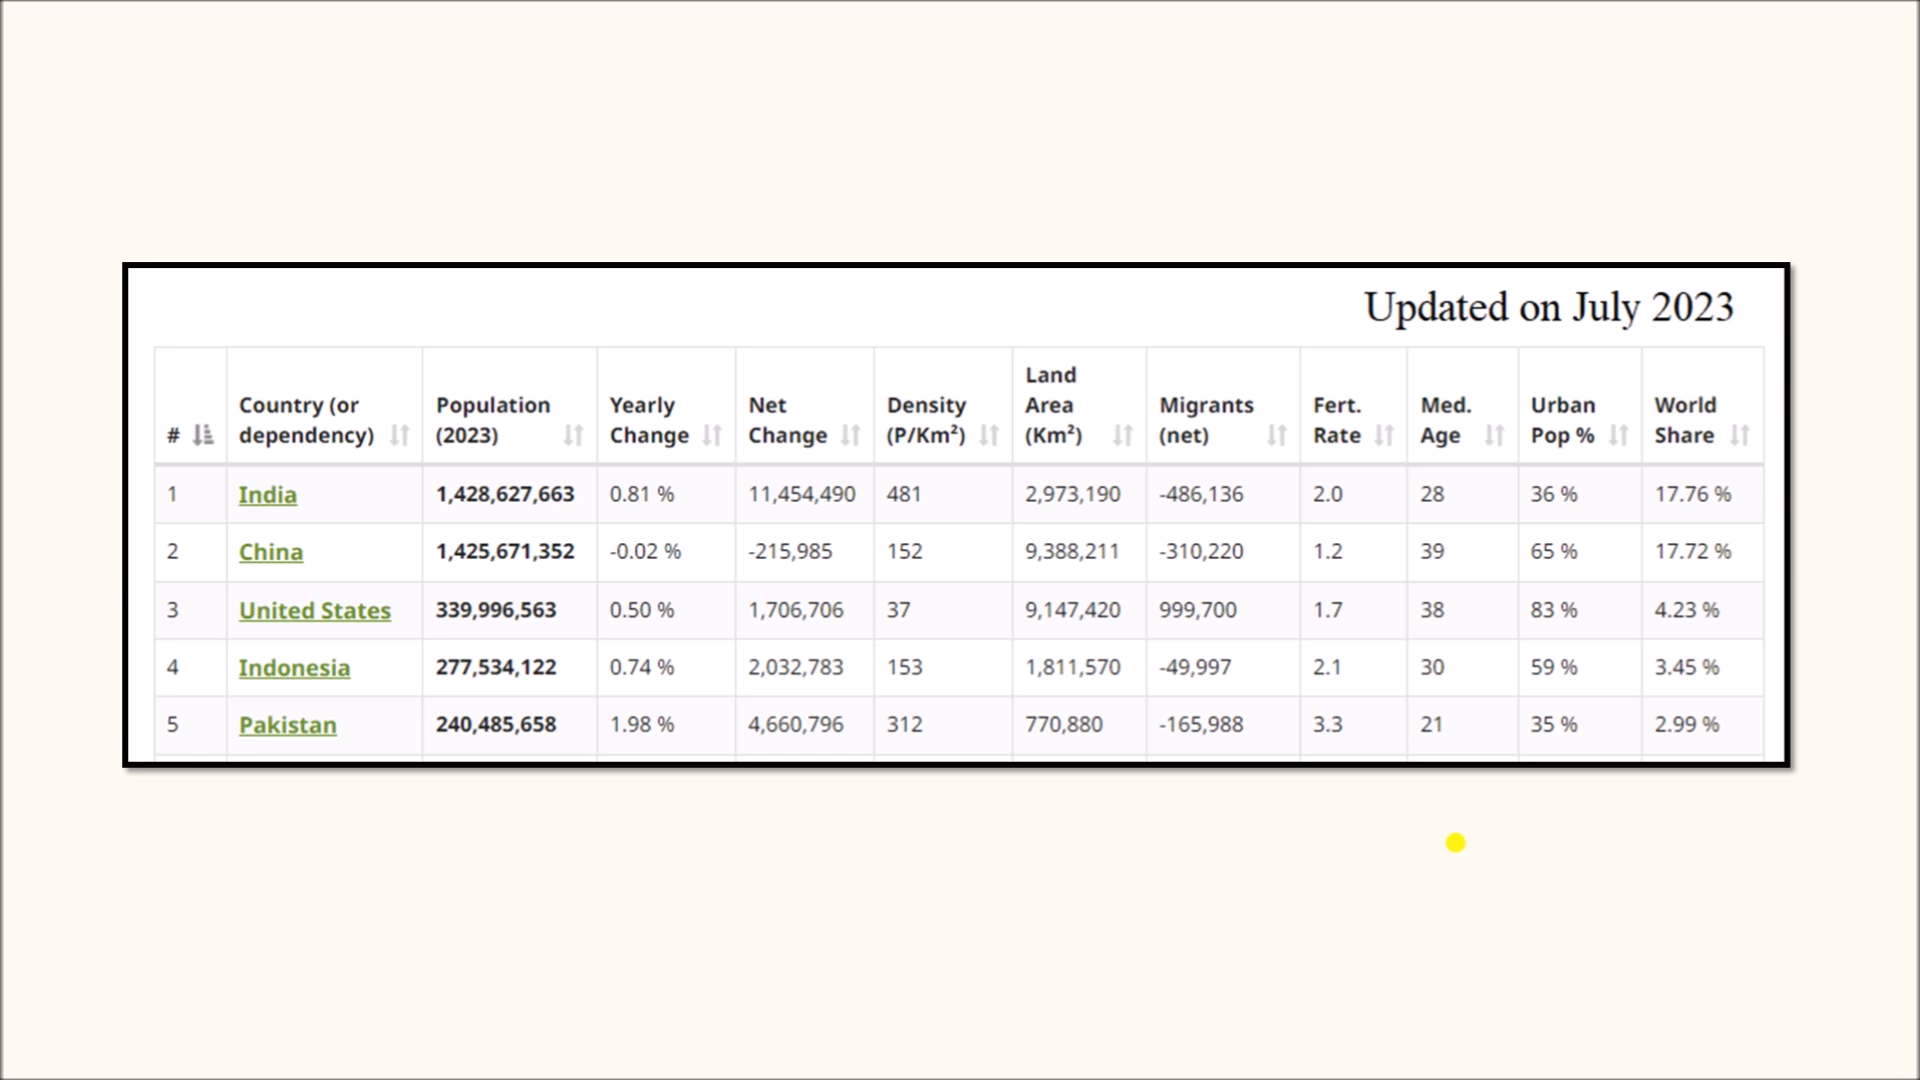 Updated on July 2023
# Country (or dependency) Population (2023) Yearly Change Net Change Density (P/Km²) Land Area (Km²) Migrants (net) Fert. Rate Med. Age Urban Pop % World Share
1 India 1,428,627,663 0.81 % 11,454,490 481 2,973,190 -486,136 2.0 28 36 % 17.76 %
2 China 1,425,671,352 -0.02 % -215,985 152 9,388,211 -310,220 1.2 39 65 % 17.72 %
3 United States 339,996,563 0.50 % 1,706,706 37 9,147,420 999,700 1.7 38 83 % 4.23 %
4 Indonesia 277,534,122 0.74 % 2,032,783 153 1,811,570 -49,997 2.1 30 59 % 3.45 %
5 Pakistan 240,485,658 1.98 % 4,660,796 312 770,880 -165,988 3.3 21 35 % 2.99 %